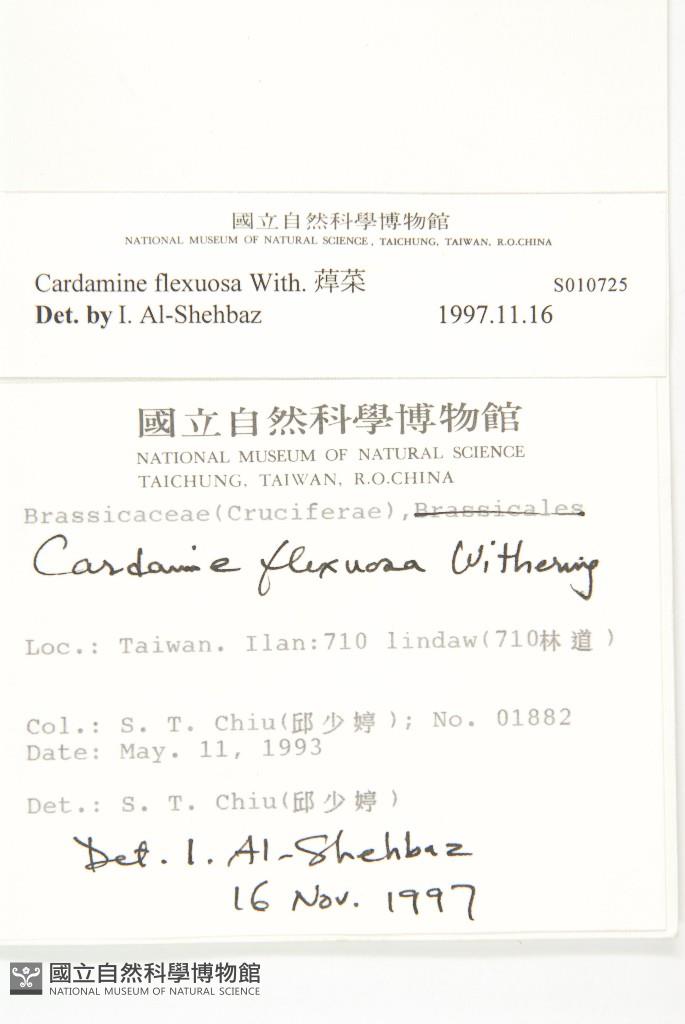 國立自然科學博物館
NATIONAL MUSEUM OF NATURAL SCIENCE, TAICHUNG, TAIWAN, R.O.CHINA
Cardamine flexuosa With. 蔊菜 S010725
Det. by I. Al-Shehbaz 1997.11.16
國立自然科學博物館
NATIONAL MUSEUM OF NATURAL SCIENCE
TAICHUNG, TAIWAN, R.O.CHINA
Brassicaceae(Cruciferae),Brassicales
Cardamine flexuosa Withering
Loc.: Taiwan. Ilan:710 lindaw(710林道)
Col.: S. T. Chiu(邱少婷); No. 01882
Date: May. 11, 1993
Det.: S. T. Chiu(邱少婷)
Det. I. Al-Shehbaz
16 Nov. 1997
國立自然科學博物館
NATIONAL MUSEUM OF NATURAL SCIENCE